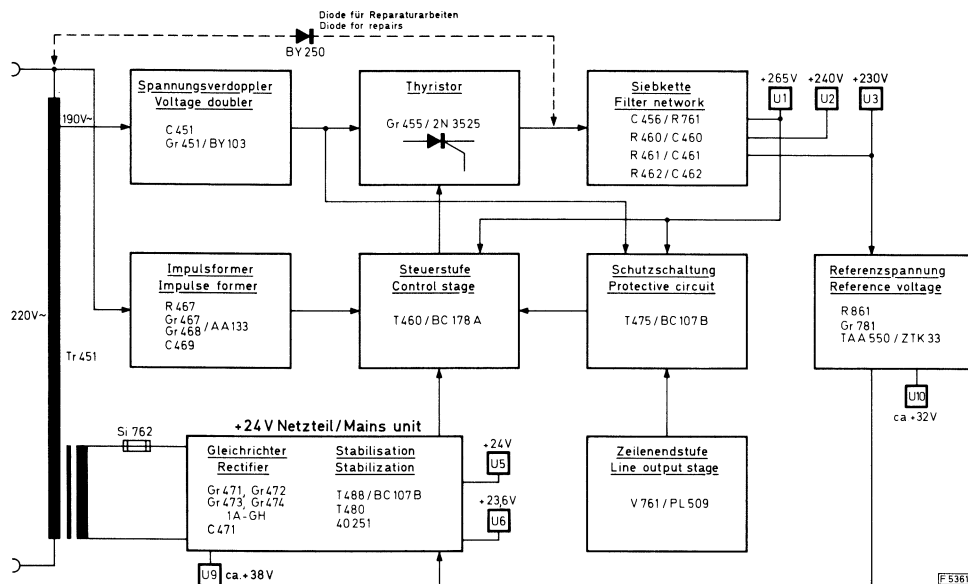 Diode für Reparaturarbeiten
Diode for repairs
BY 250
Spannungsverdoppler
Voltage doubler
C 451
Gr 451 / BY 103
Thyristor
Gr 455 / 2N 3525
Siebkette
Filter network
C 456 / R 761
R 460 / C 460
R 461 / C 461
R 462 / C 462
+265V
+240V
+230V
U1
U2
U3
190V~
220V~
Tr 451
Impulsformer
Impulse former
R 467
Gr 467
Gr 468 / AA 133
C 469
Steuerstufe
Control stage
T 460 / BC 178 A
Schutzschaltung
Protective circuit
T 475 / BC 107 B
Referenzspannung
Reference voltage
R 861
Gr 781
TAA 550 / ZTK 33
U10
ca. +32V
+24V Netzteil / Mains unit
Si 762
Gleichrichter
Rectifier
Gr 471, Gr 472
Gr 473, Gr 474
1A-GH
C 471
Stabilisation
Stabilization
T 488 / BC 107 B
T 480
40 251
+24V
U5
+23,6V
U6
Zeilenendstufe
Line output stage
V 761 / PL 509
U9
ca. +38V
F 5361